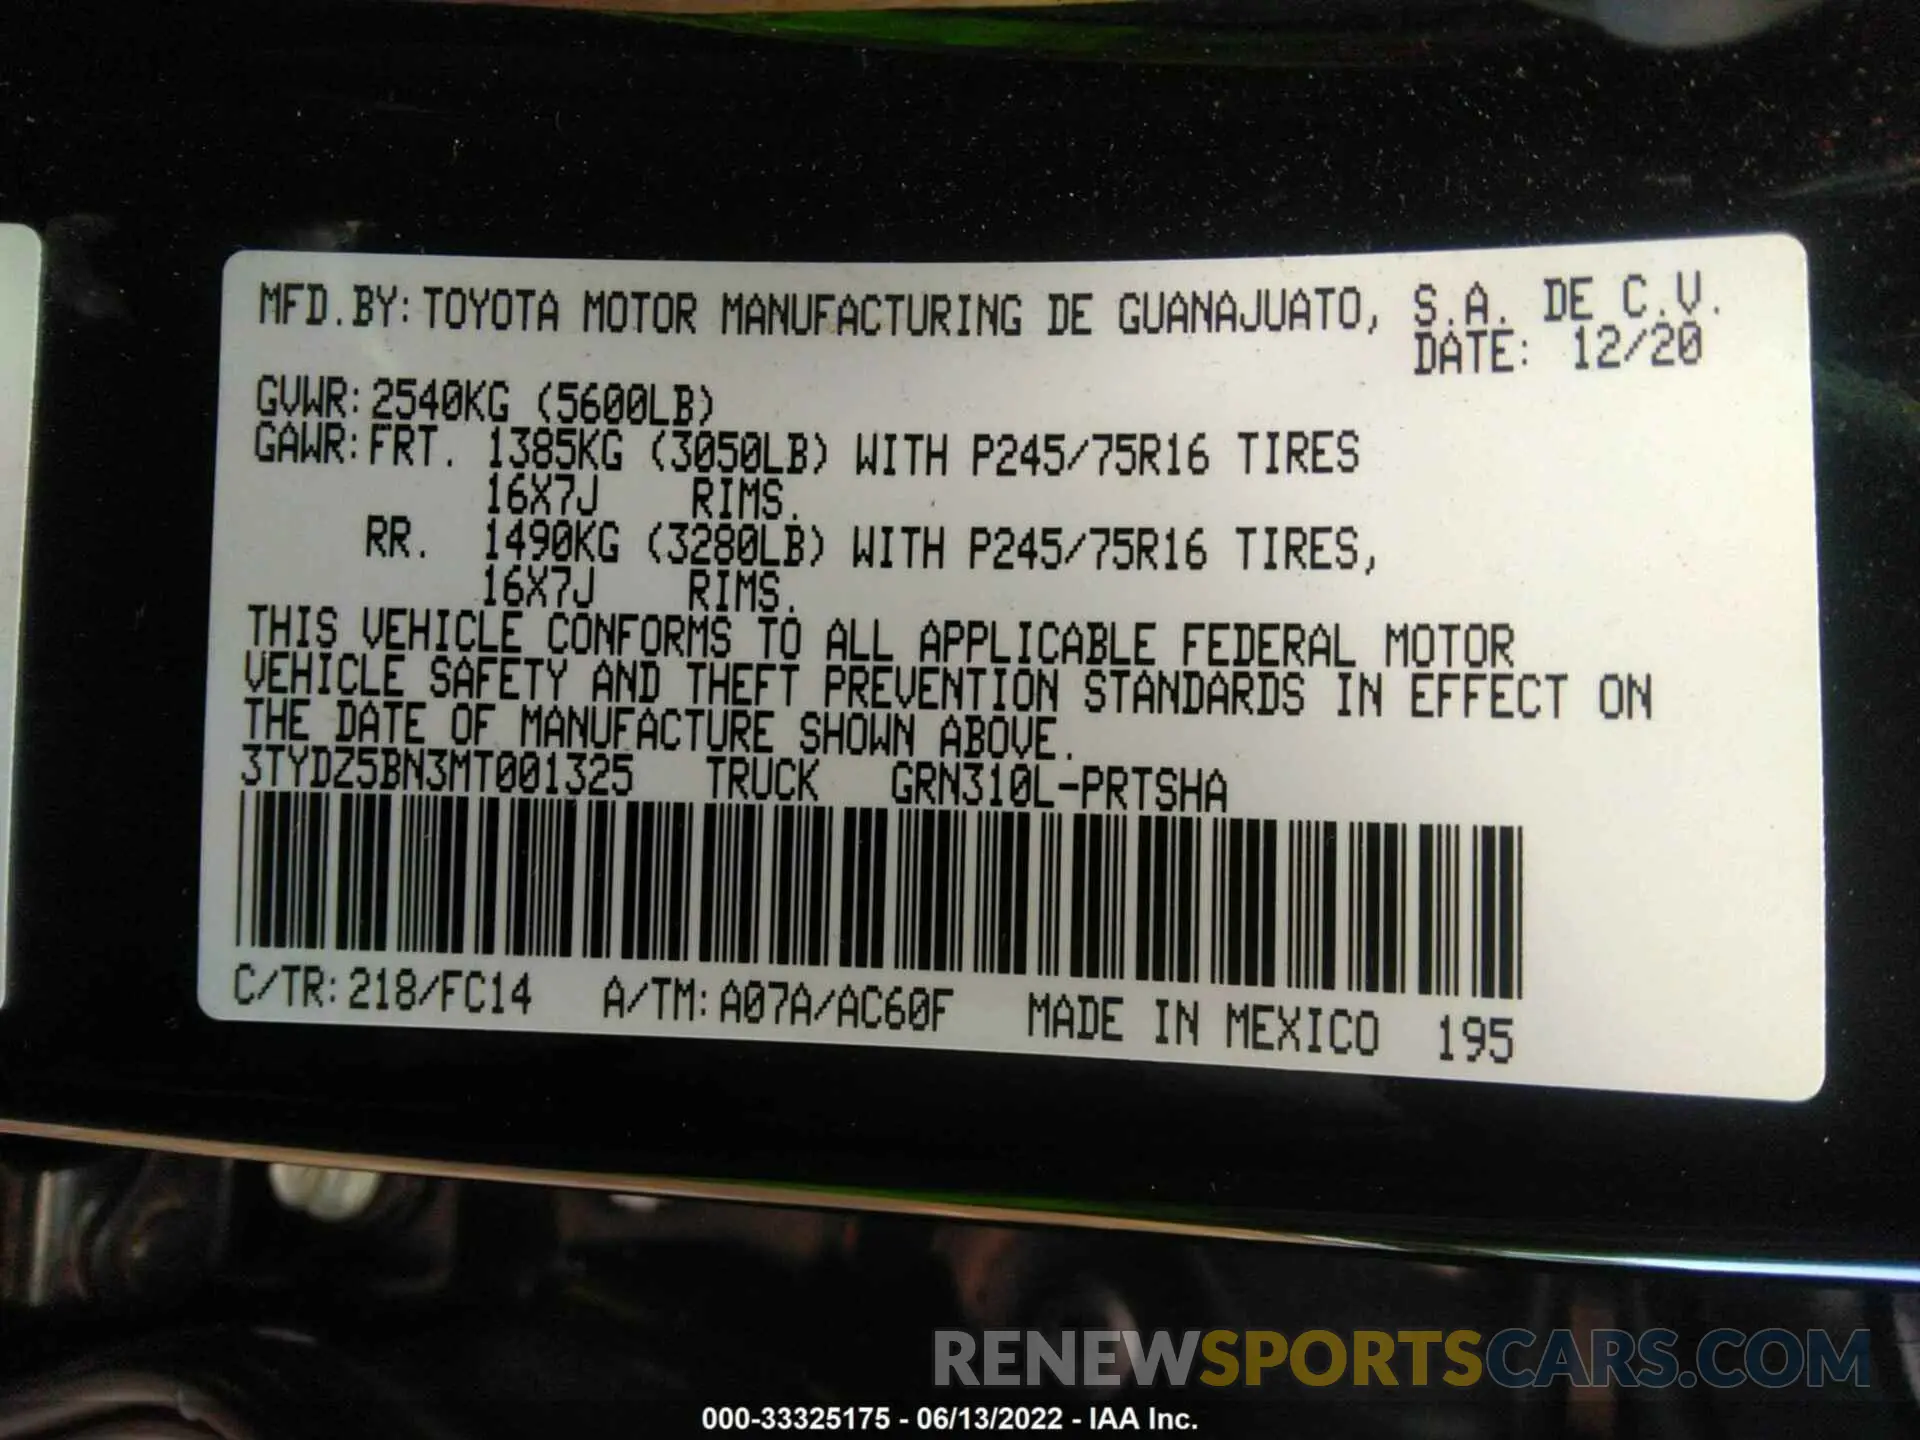 MFD.BY: TOYOTA MOTOR MANUFACTURING DE GUANAJUATO, S.A. DE C.V.
DATE: 12/20
GVWR: 2540KG (5600LB)
GAWR: FRT. 1385KG (3050LB) WITH P245/75R16 TIRES
16X7J RIMS.
RR. 1490KG (3280LB) WITH P245/75R16 TIRES,
16X7J RIMS.
THIS VEHICLE CONFORMS TO ALL APPLICABLE FEDERAL MOTOR
VEHICLE SAFETY AND THEFT PREVENTION STANDARDS IN EFFECT ON
THE DATE OF MANUFACTURE SHOWN ABOVE.
3TYDZ5BN3MT001325 TRUCK GRN310L-PRTSHA
C/TR: 218/FC14 A/TM: A07A/AC60F MADE IN MEXICO 195
RENEWSPORTSCARS.COM
000-33325175 - 06/13/2022 - IAA Inc.